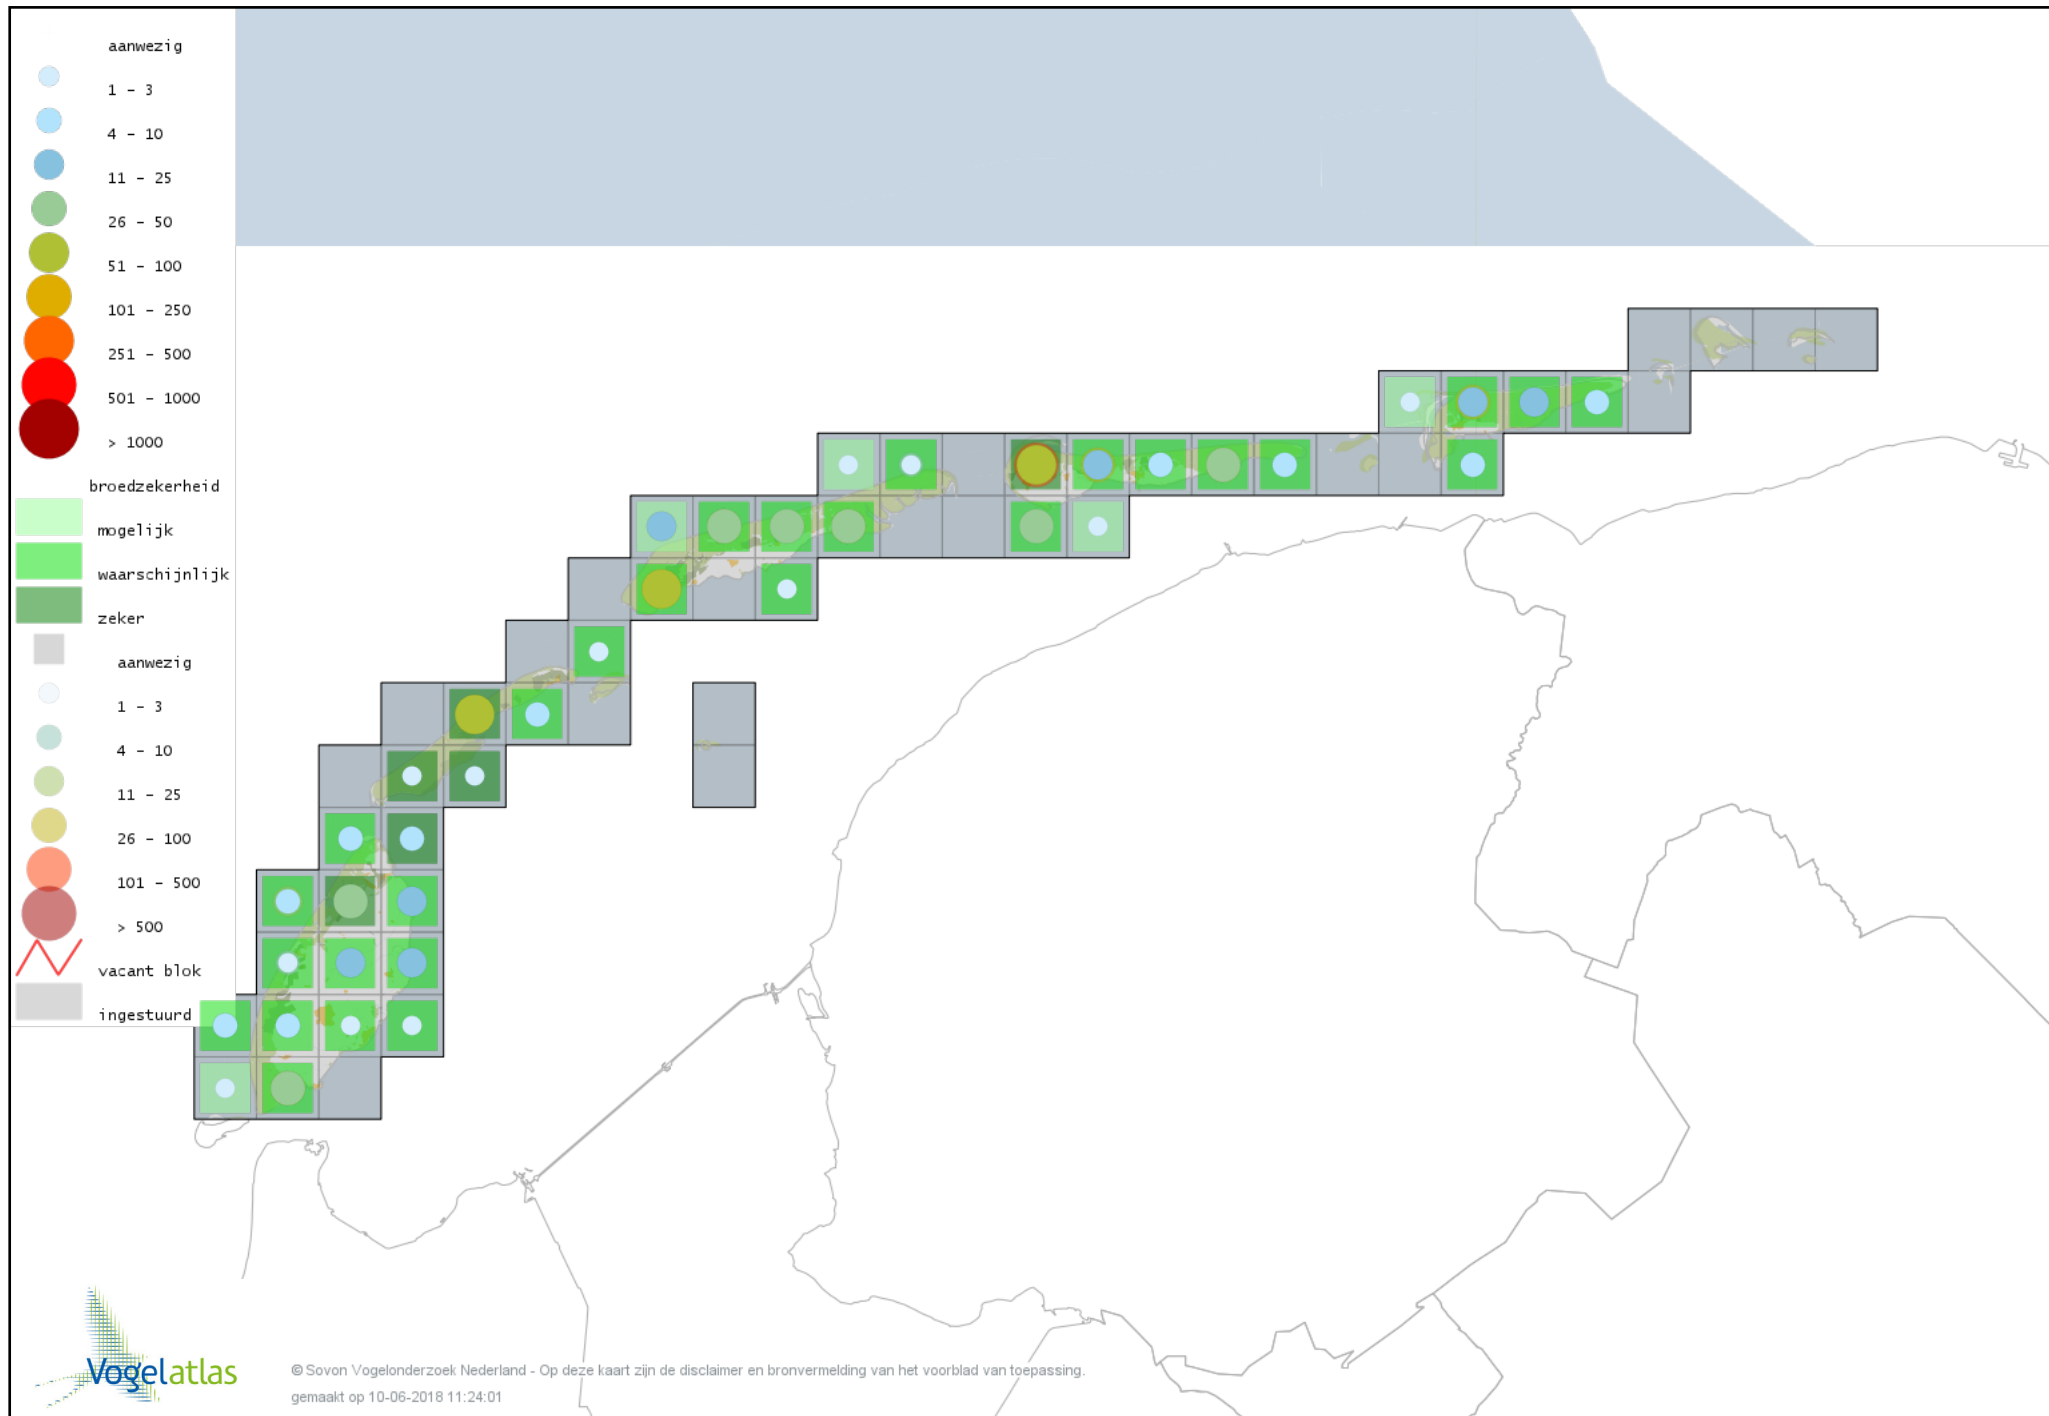 aanwezig
1 – 3
4 – 10
11 – 25
26 – 50
51 – 100
101 – 250
251 – 500
501 – 1000
> 1000
broedzekerheid
mogelijk
waarschijnlijk
zeker
aanwezig
1 – 3
4 – 10
11 – 25
26 – 100
101 – 500
> 500
vacant blok
ingestuurd
Vogelatlas
© Sovon Vogelonderzoek Nederland - Op deze kaart zijn de disclaimer en bronvermelding van het voorblad van toepassing.
gemaakt op 10-06-2018 11:24:01